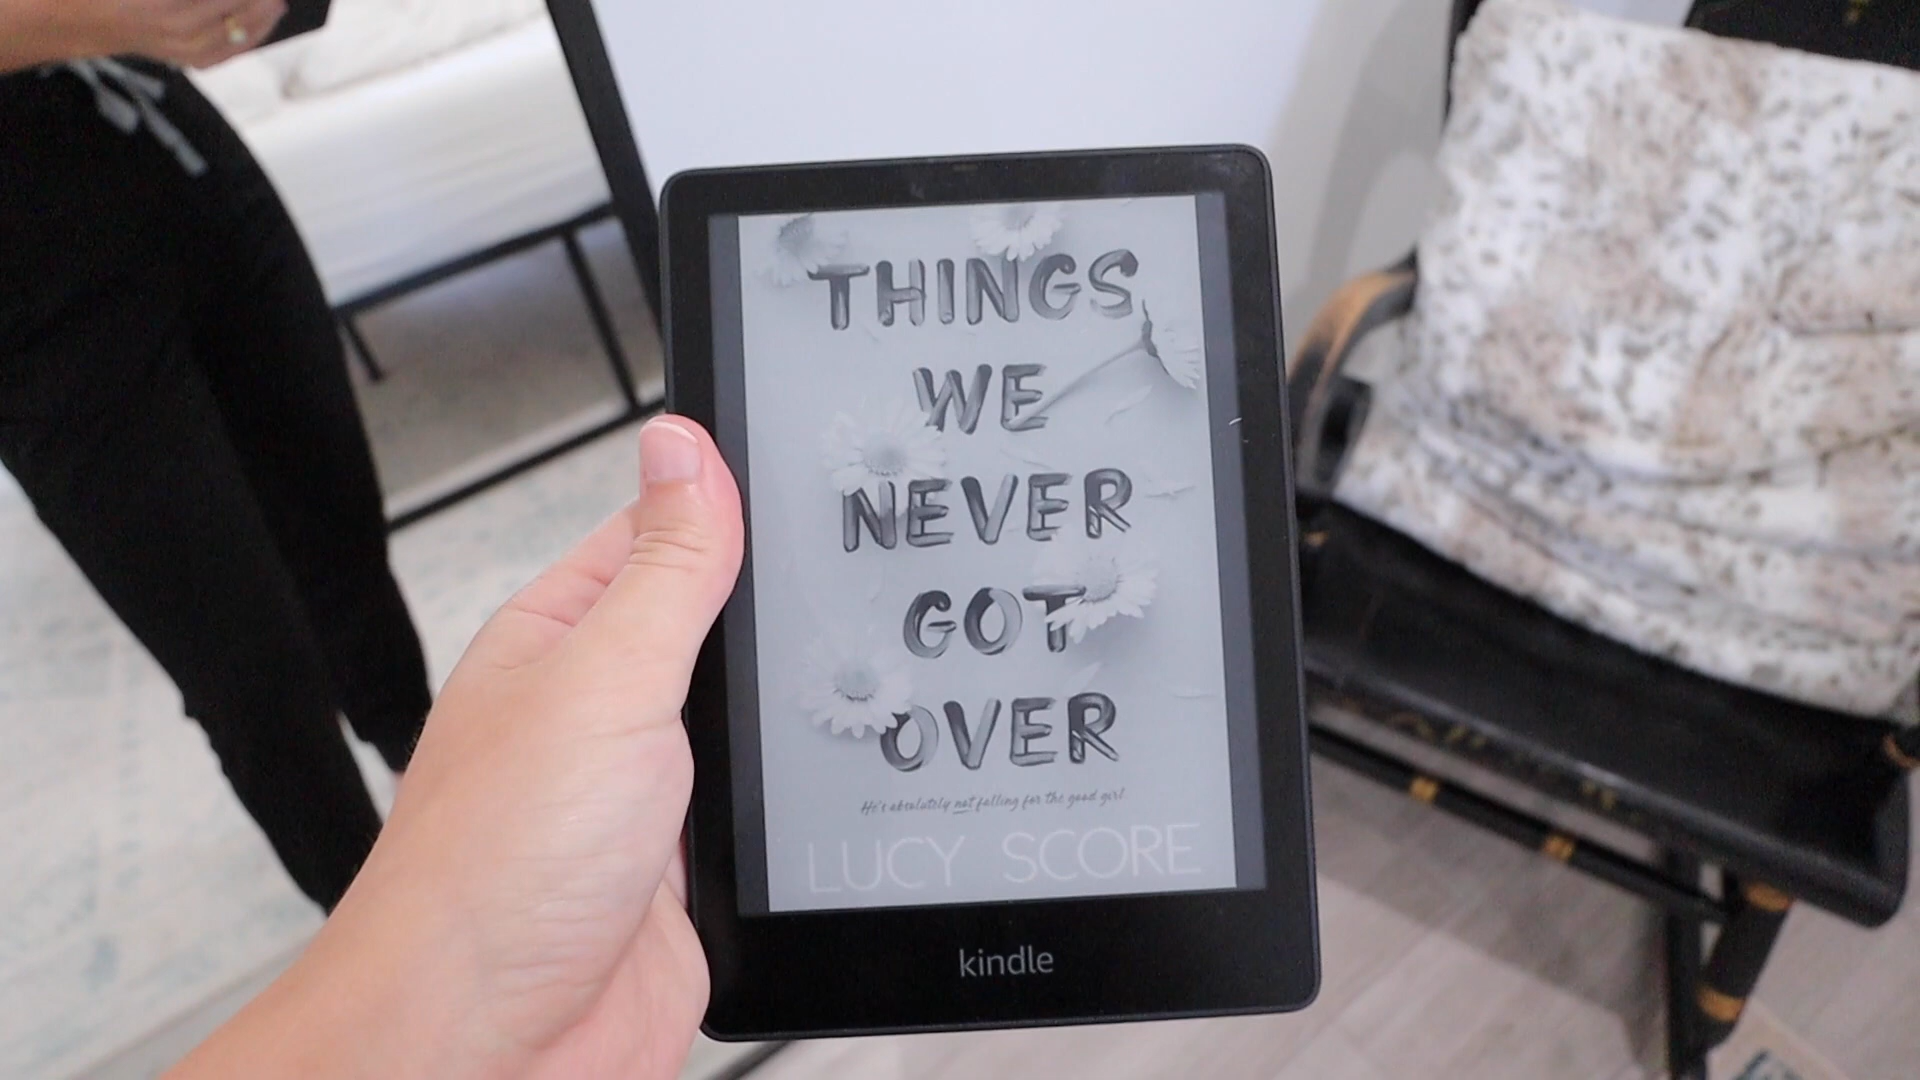 THINGS
WE
NEVER
GOT
OVER
He's absolutely not falling for the good girl
LUCY SCORE
kindle